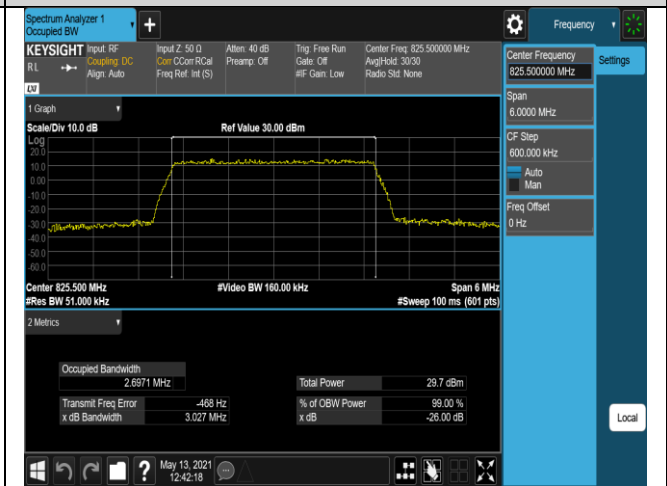 Spectrum Analyzer 1
Occupied BW
Frequency
KEYSIGHT
RL
LXI
Input: RF
Coupling: DC
Align: Auto
Input Z: 50 Ω
Corr CCorr RCal
Freq Ref: Int (S)
Atten: 40 dB
Preamp: Off
Trig: Free Run
Gate: Off
#IF Gain: Low
Center Freq: 825.500000 MHz
Avg|Hold: 30/30
Radio Std: None
1 Graph
Scale/Div 10.0 dB
Ref Value 30.00 dBm
Log
20.0
10.0
0.00
-10.0
-20.0
-30.0
-40.0
-50.0
-60.0
Center 825.500 MHz
#Video BW 160.00 kHz
Span 6 MHz
#Res BW 51.000 kHz
#Sweep 100 ms (601 pts)
2 Metrics
Occupied Bandwidth
2.6971 MHz
Total Power 29.7 dBm
Transmit Freq Error -468 Hz
% of OBW Power 99.00 %
x dB Bandwidth 3.027 MHz
x dB -26.00 dB
Center Frequency
825.500000 MHz
Settings
Span
6.0000 MHz
CF Step
600.000 kHz
Auto
Man
Freq Offset
0 Hz
Local
?
May 13, 2021
12:42:18